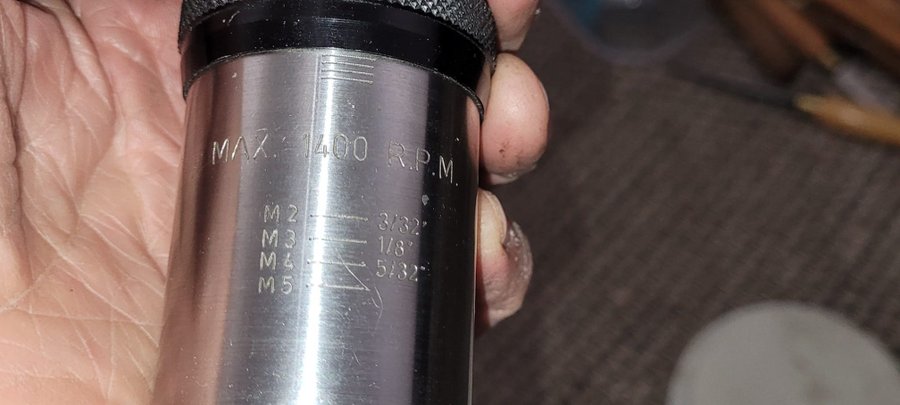 MAX. 1400 R.P.M.
M2 3/32"
M3 1/8"
M4 5/32"
M5